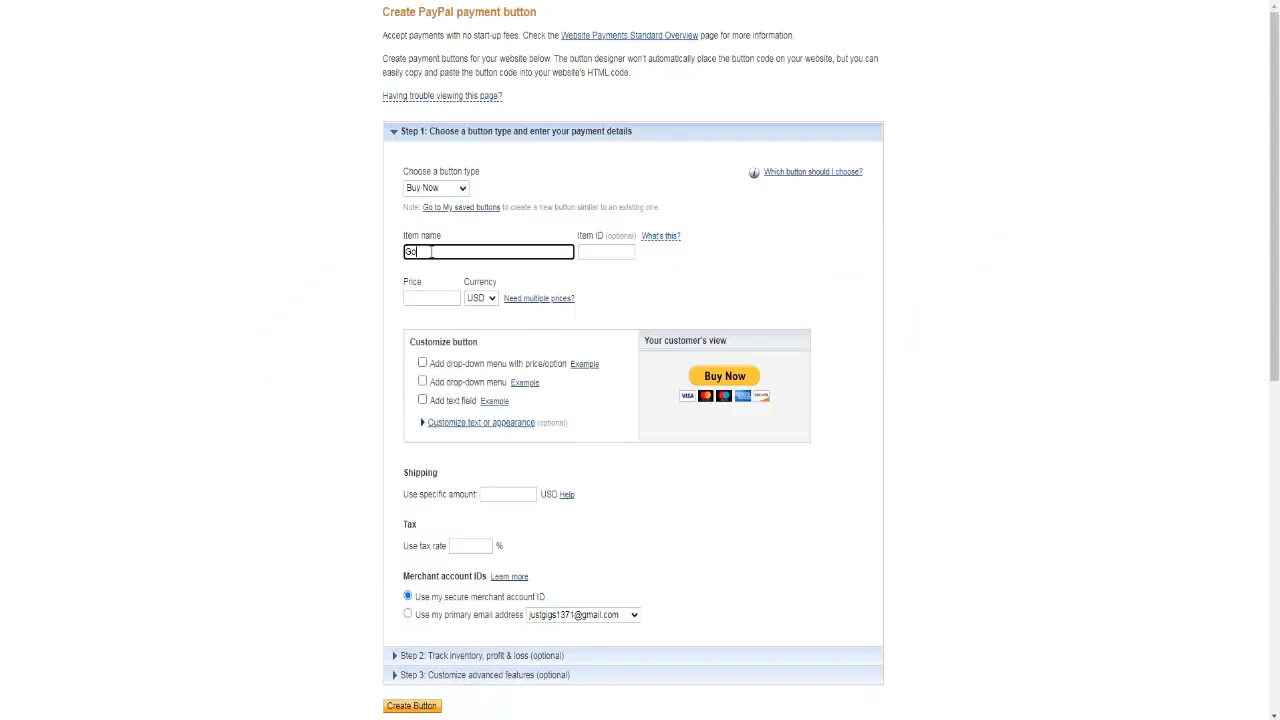 Create PayPal payment button
Accept payments with no start-up fees. Check the Website Payments Standard Overview page for more information.
Create payment buttons for your website below. The button designer won't automatically place the button code on your website, but you can
easily copy and paste the button code into your website's HTML code.
Having trouble viewing this page?
Step 1: Choose a button type and enter your payment details
Choose a button type
Which button should I choose?
Buy Now
Note: Go to My saved buttons to create a new button similar to an existing one.
Item name
Item ID (optional) What's this?
Go
Price
Currency
USD Need multiple prices?
Customize button
Your customer's view
Add drop-down menu with price/option Example
Add drop-down menu Example
Add text field Example
Customize text or appearance (optional)
Buy Now
VISA
Shipping
Use specific amount: USD Help
Tax
Use tax rate %
Merchant account IDs Learn more
Use my secure merchant account ID
Use my primary email address justgigs1371@gmail.com
Step 2: Track inventory, profit & loss (optional)
Step 3: Customize advanced features (optional)
Create Button